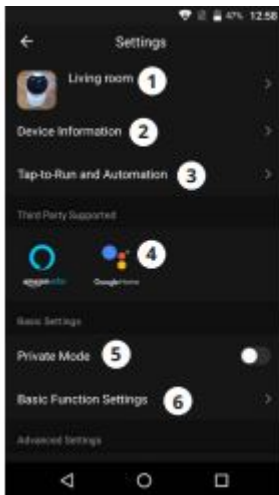 47% 12:58
Settings
Living room 1
Device Information 2
Tap-to-Run and Automation 3
Third Party Supported
4
amazon alexa Google Home
Basic Settings
Private Mode 5
Basic Function Settings 6
Advanced Settings